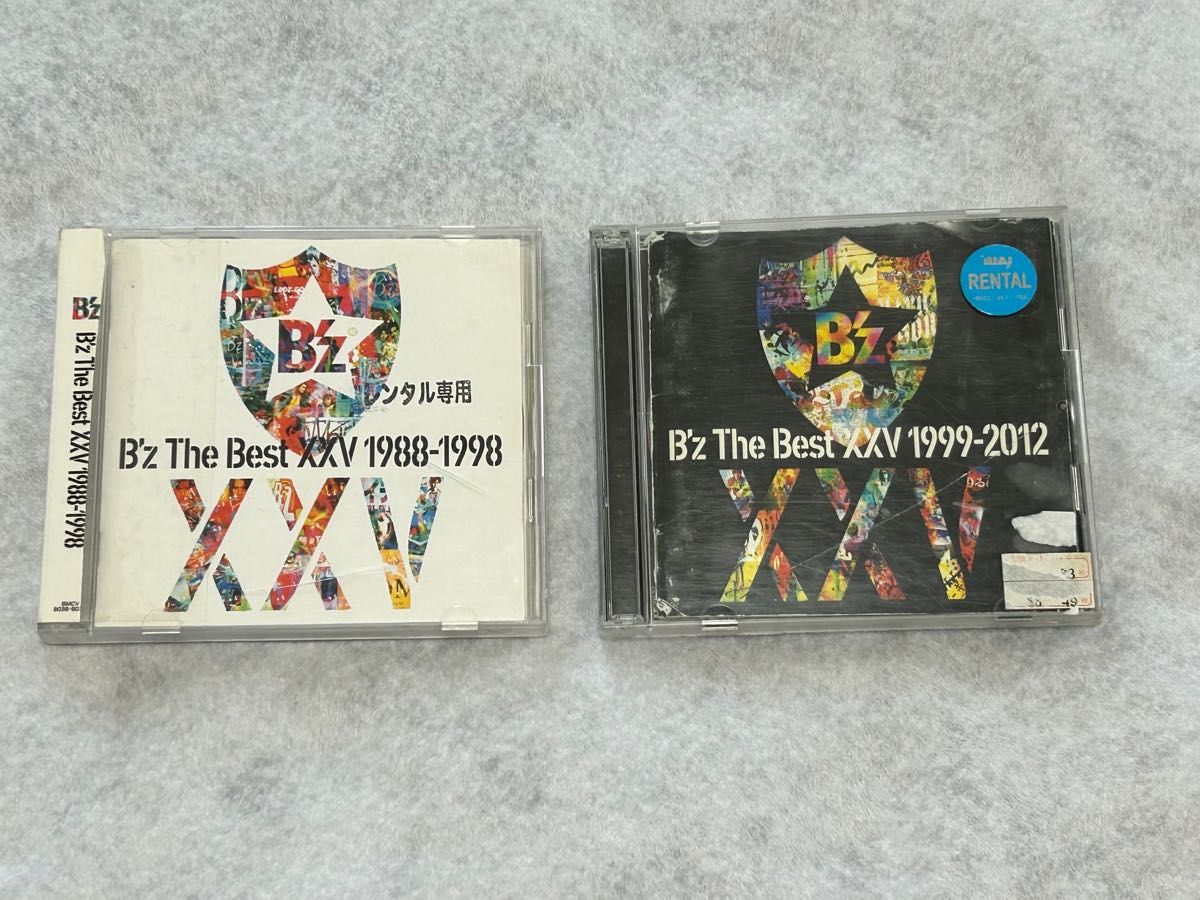 B'z
B'z The Best XXV 1988-1998
BMCV
B'z
レンタル専用
B'z The Best XXV 1988-1998
XXV
RENTAL
B'z
B'z The Best XXV 1999-2012
XXV